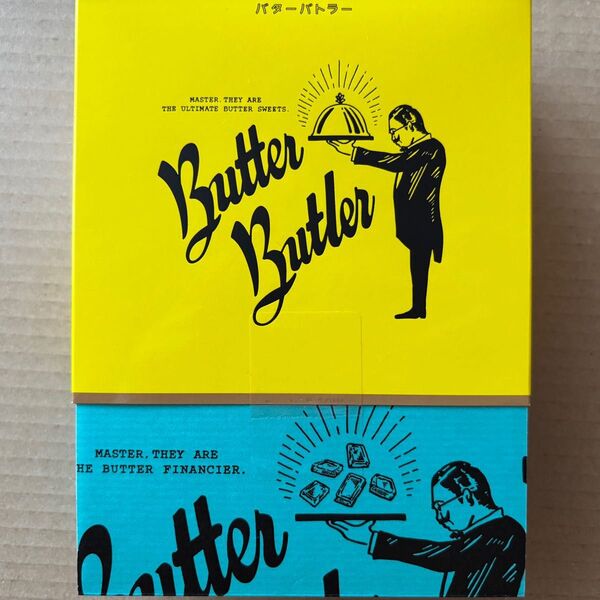 バターバトラー
MASTER, THEY ARE
THE ULTIMATE BUTTER SWEETS.
Butter
Butler
MASTER, THEY ARE
HE BUTTER FINANCIER.
Butter
Butler